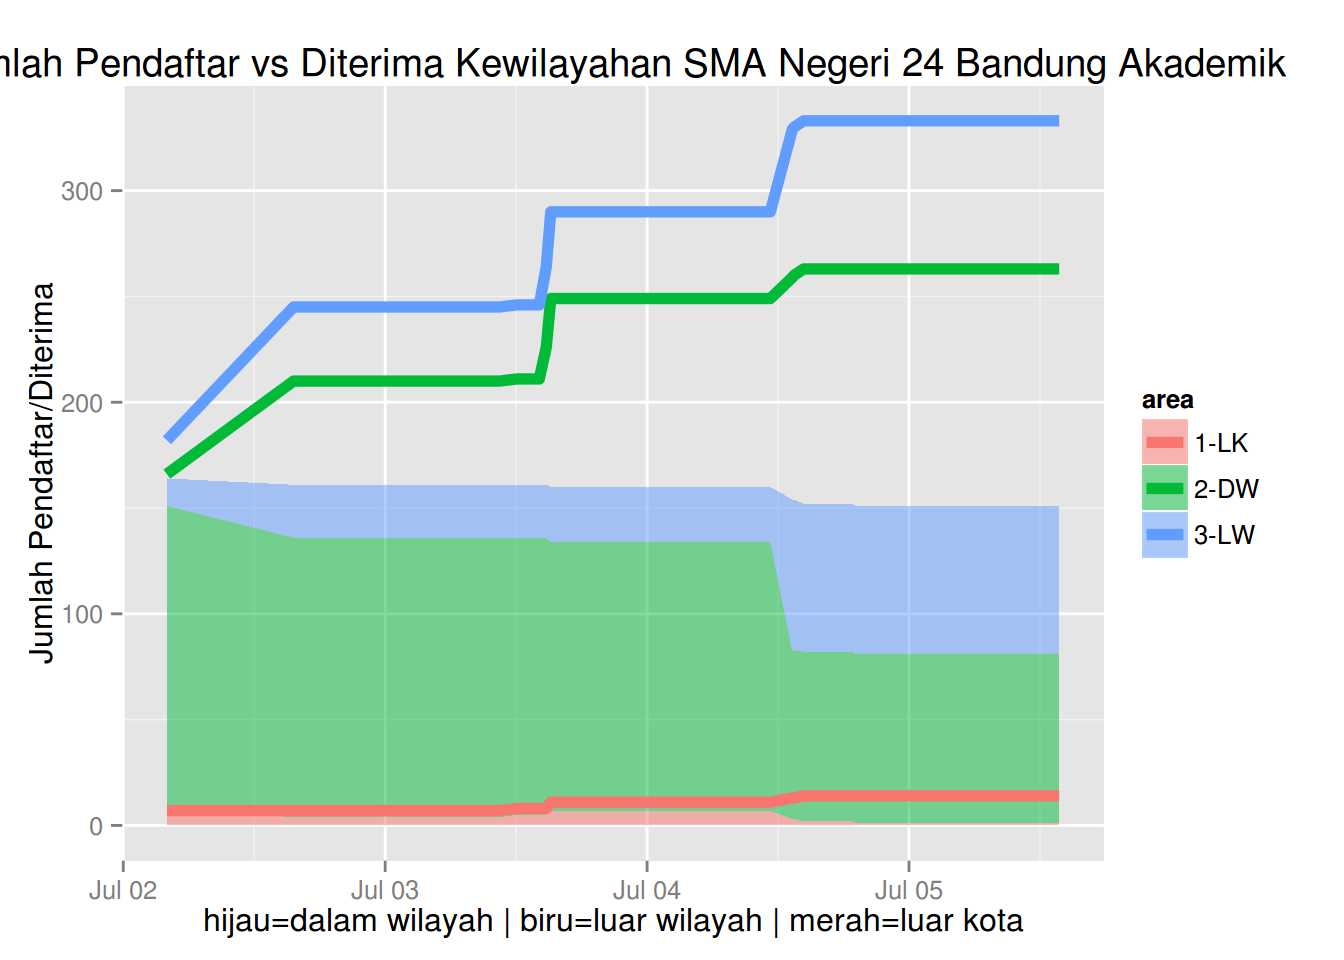 Pendaftar vs Diterima Kewilayahan SMA Negeri 24 Bandung Akademik
300
200
100
0
Jumlah Pendaftar/Diterima
Jul 02 Jul 03 Jul 04 Jul 05
hijau=dalam wilayah | biru=luar wilayah | merah=luar kota
area
1-LK
2-DW
3-LW